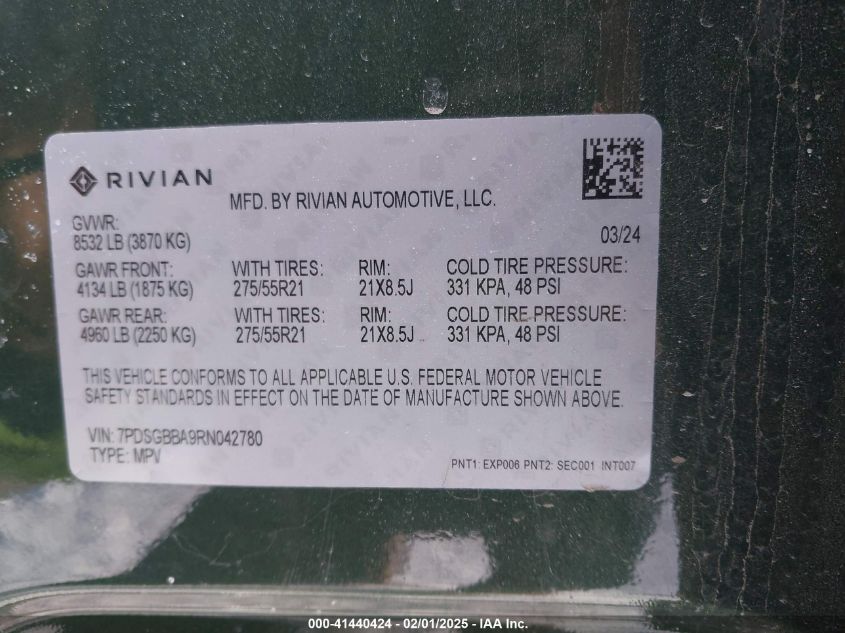 RIVIAN
MFD. BY RIVIAN AUTOMOTIVE, LLC.
GVWR:
8532 LB (3870 KG)
03/24
GAWR FRONT: WITH TIRES: RIM: COLD TIRE PRESSURE:
4134 LB (1875 KG) 275/55R21 21X8.5J 331 KPA, 48 PSI
GAWR REAR: WITH TIRES: RIM: COLD TIRE PRESSURE:
4960 LB (2250 KG) 275/55R21 21X8.5J 331 KPA, 48 PSI
THIS VEHICLE CONFORMS TO ALL APPLICABLE U.S. FEDERAL MOTOR VEHICLE
SAFETY STANDARDS IN EFFECT ON THE DATE OF MANUFACTURE SHOWN ABOVE.
VIN: 7PDSGBBA9RN042780
TYPE: MPV
PNT1: EXP006 PNT2: SEC001 INT007
000-41440424 - 02/01/2025 - IAA Inc.